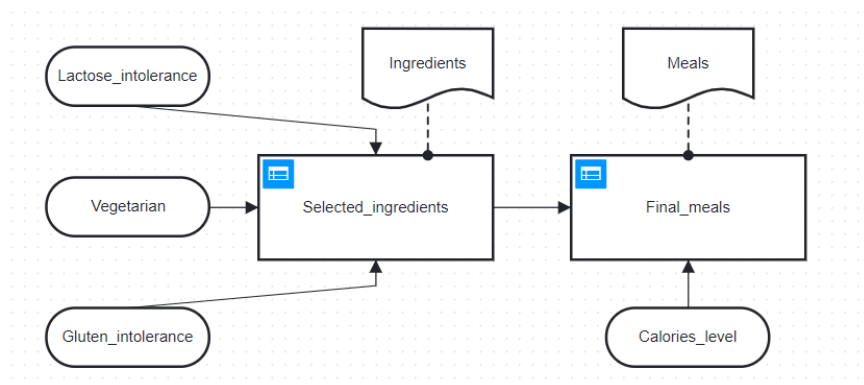 Lactose_intolerance
Ingredients
Meals
Vegetarian
Selected_ingredients
Final_meals
Gluten_intolerance
Calories_level